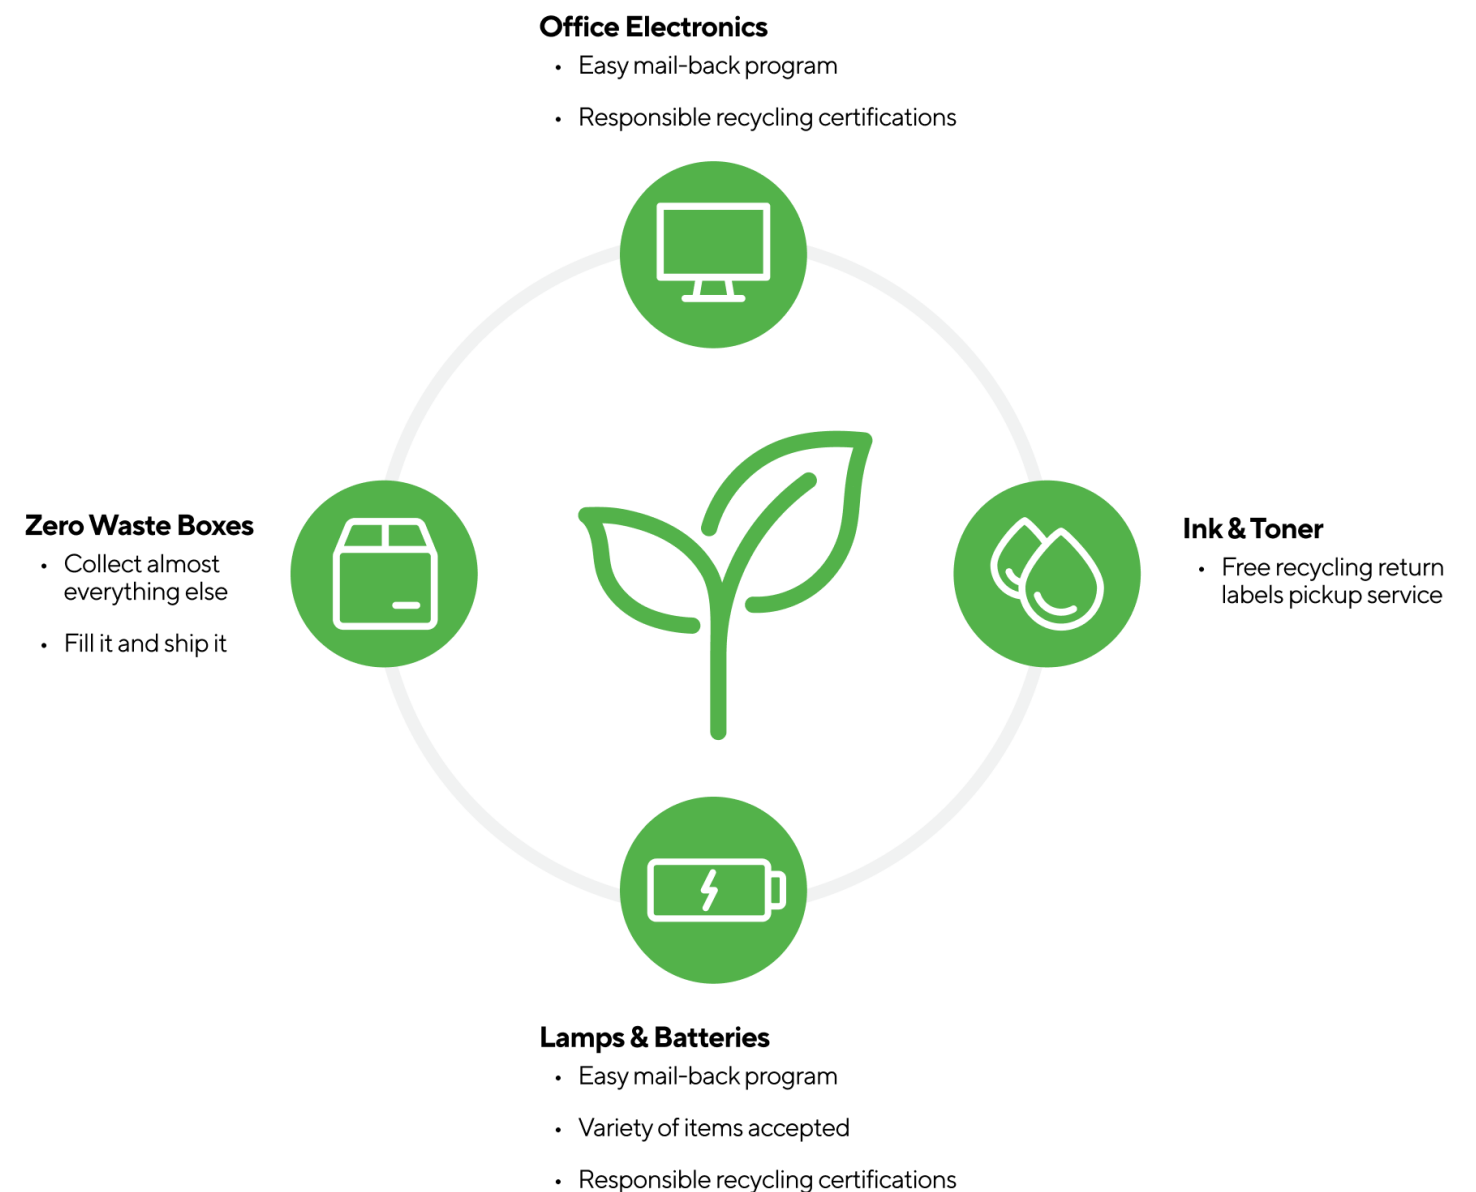 Office Electronics
• Easy mail-back program
• Responsible recycling certifications
Zero Waste Boxes
• Collect almost
everything else
• Fill it and ship it
Ink & Toner
• Free recycling return
labels pickup service
Lamps & Batteries
• Easy mail-back program
• Variety of items accepted
• Responsible recycling certifications